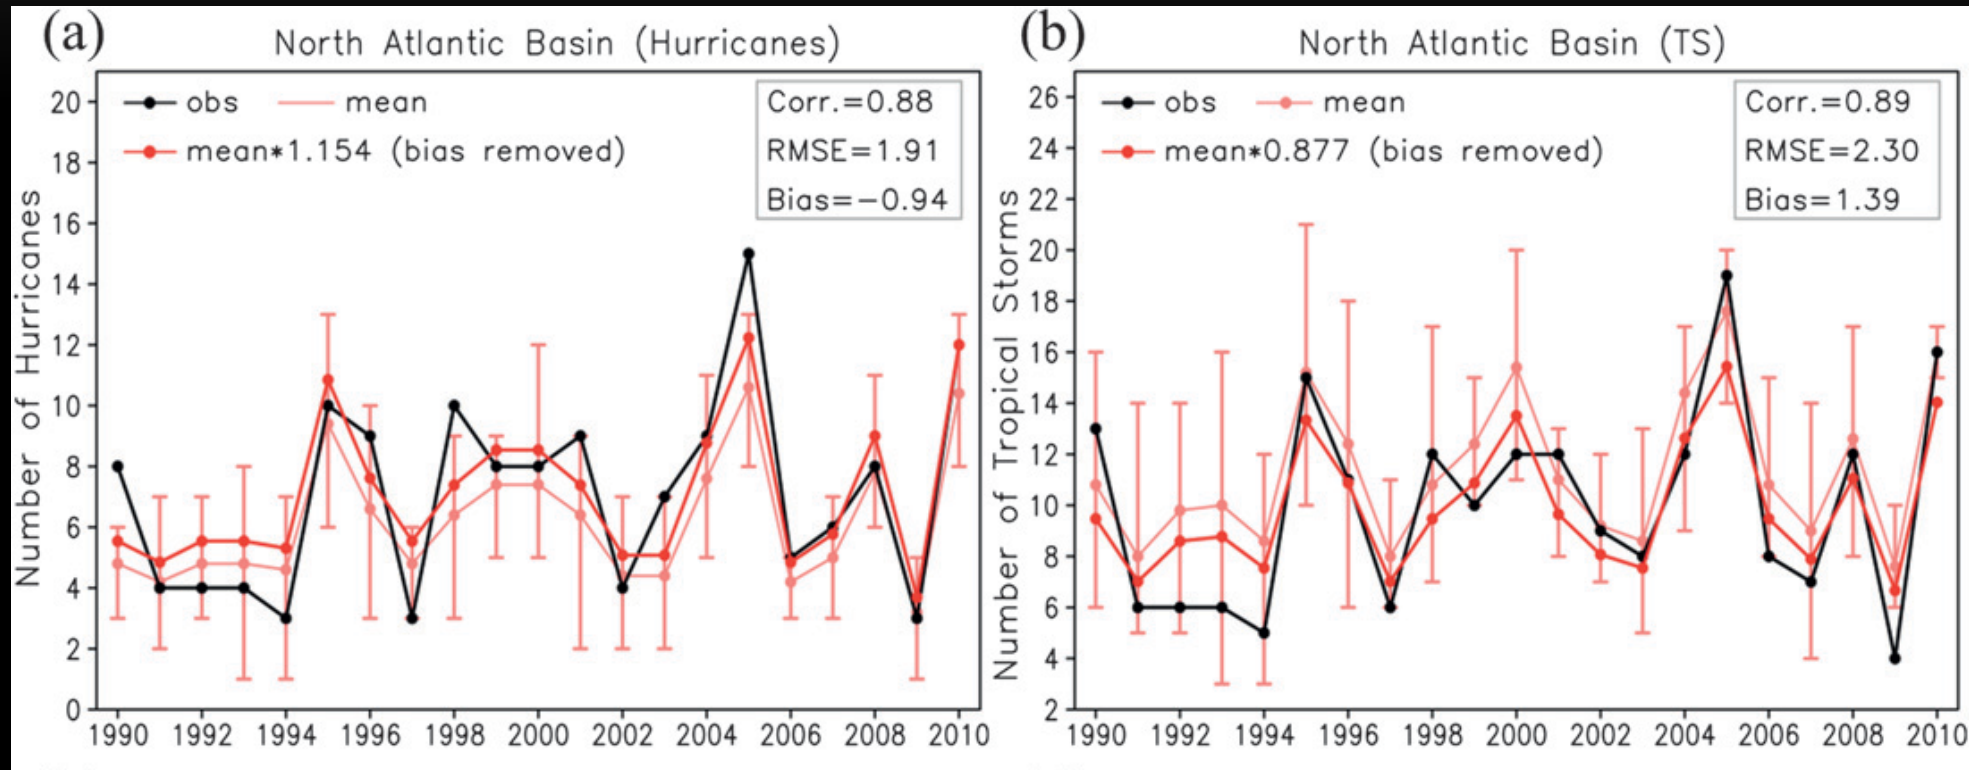 (a)
North Atlantic Basin (Hurricanes)
obs mean
mean*1.154 (bias removed)
Corr.=0.88
RMSE=1.91
Bias=−0.94
Number of Hurricanes
20
18
16
14
12
10
8
6
4
2
0
1990 1992 1994 1996 1998 2000 2002 2004 2006 2008 2010
(b)
North Atlantic Basin (TS)
obs mean
mean*0.877 (bias removed)
Corr.=0.89
RMSE=2.30
Bias=1.39
Number of Tropical Storms
26
24
22
20
18
16
14
12
10
8
6
4
2
1990 1992 1994 1996 1998 2000 2002 2004 2006 2008 2010